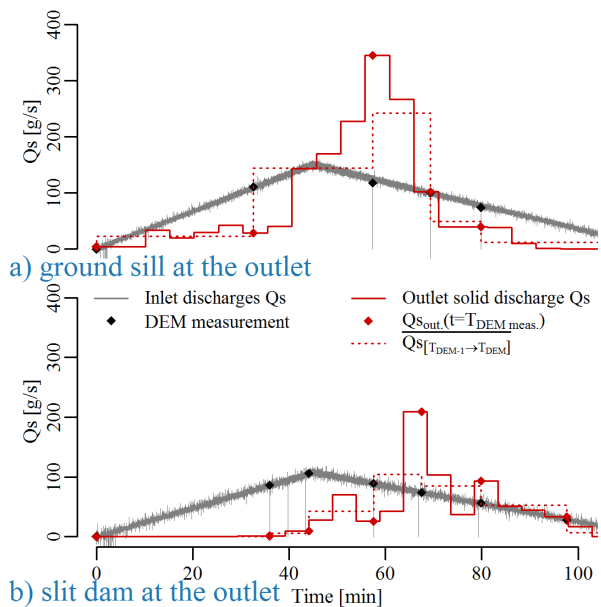 Qs [g/s]
400
300
200
100
0
a) ground sill at the outlet
Inlet discharges Qs
DEM measurement
Outlet solid discharge Qs
Qsout.(t=TDEM meas.)
Qs[TDEM-1→TDEM]
Qs [g/s]
400
300
200
100
0
0 20 40 60 80 100
b) slit dam at the outlet
Time [min]